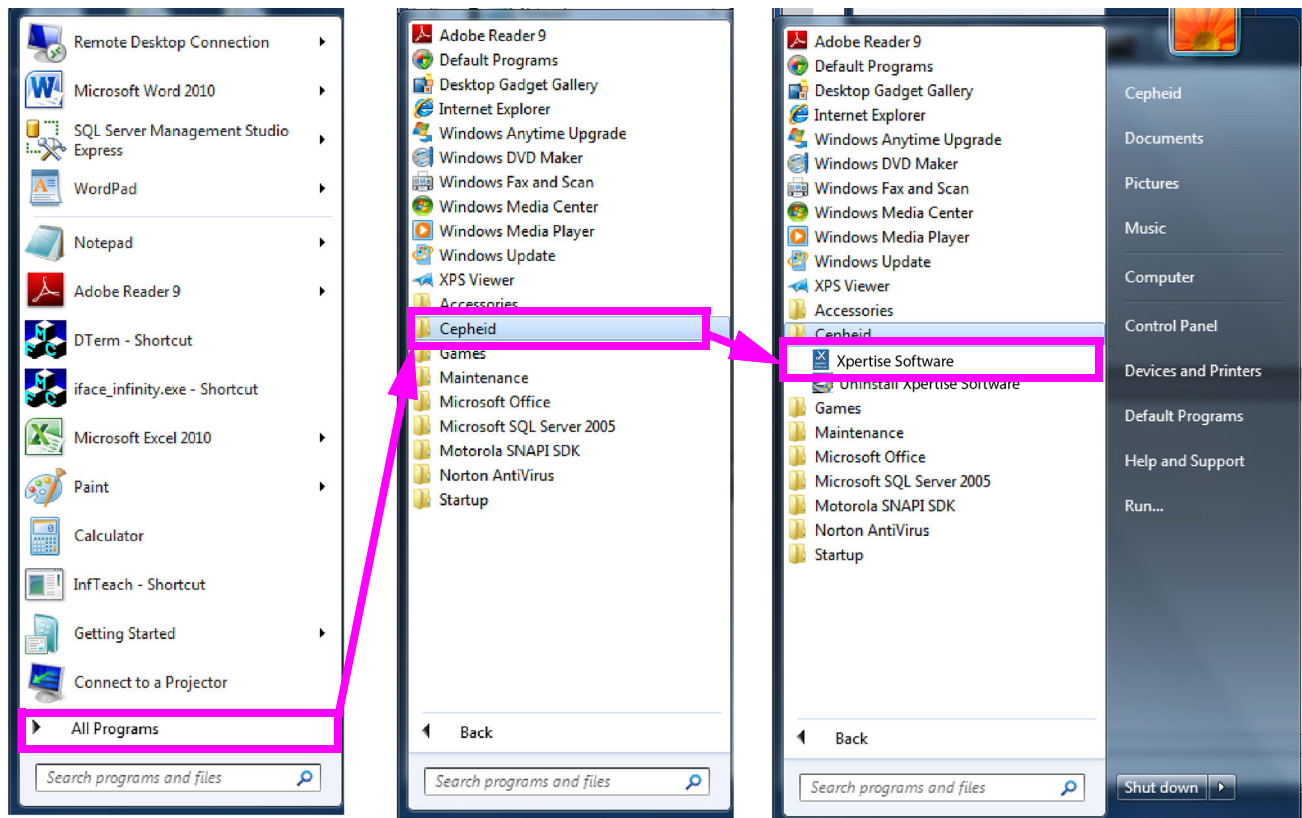 Remote Desktop Connection
Microsoft Word 2010
SQL Server Management Studio
Express
WordPad
Notepad
Adobe Reader 9
DTerm - Shortcut
iface_infinity.exe - Shortcut
Microsoft Excel 2010
Paint
Calculator
InfTeach - Shortcut
Getting Started
Connect to a Projector
All Programs
Search programs and files
Adobe Reader 9
Default Programs
Desktop Gadget Gallery
Internet Explorer
Windows Anytime Upgrade
Windows DVD Maker
Windows Fax and Scan
Windows Media Center
Windows Media Player
Windows Update
XPS Viewer
Accessories
Cepheid
Games
Maintenance
Microsoft Office
Microsoft SQL Server 2005
Motorola SNAPI SDK
Norton AntiVirus
Startup
Back
Search programs and files
Adobe Reader 9
Default Programs
Desktop Gadget Gallery
Internet Explorer
Windows Anytime Upgrade
Windows DVD Maker
Windows Fax and Scan
Windows Media Center
Windows Media Player
Windows Update
XPS Viewer
Accessories
Cepheid
Xpertise Software
Uninstall Xpertise Software
Games
Maintenance
Microsoft Office
Microsoft SQL Server 2005
Motorola SNAPI SDK
Norton AntiVirus
Startup
Back
Search programs and files
Cepheid
Documents
Pictures
Music
Computer
Control Panel
Devices and Printers
Default Programs
Help and Support
Run...
Shut down